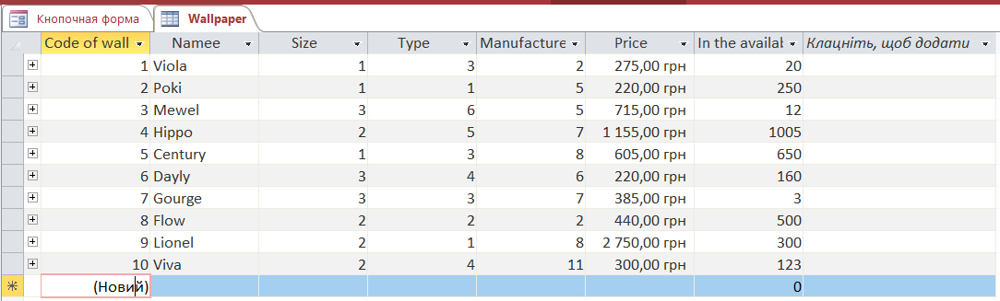 Кнопочная форма Wallpaper
Code of wall Namee Size Type Manufacture Price In the availab Клацніть, щоб додати
1 Viola 1 3 2 275,00 грн 20
2 Poki 1 1 5 220,00 грн 250
3 Mewel 3 6 5 715,00 грн 12
4 Hippo 2 5 7 1 155,00 грн 1005
5 Century 1 3 8 605,00 грн 650
6 Dayly 3 4 6 220,00 грн 160
7 Gourge 3 3 7 385,00 грн 3
8 Flow 2 2 2 440,00 грн 500
9 Lionel 2 1 8 2 750,00 грн 300
10 Viva 2 4 11 300,00 грн 123
(Новий) 0